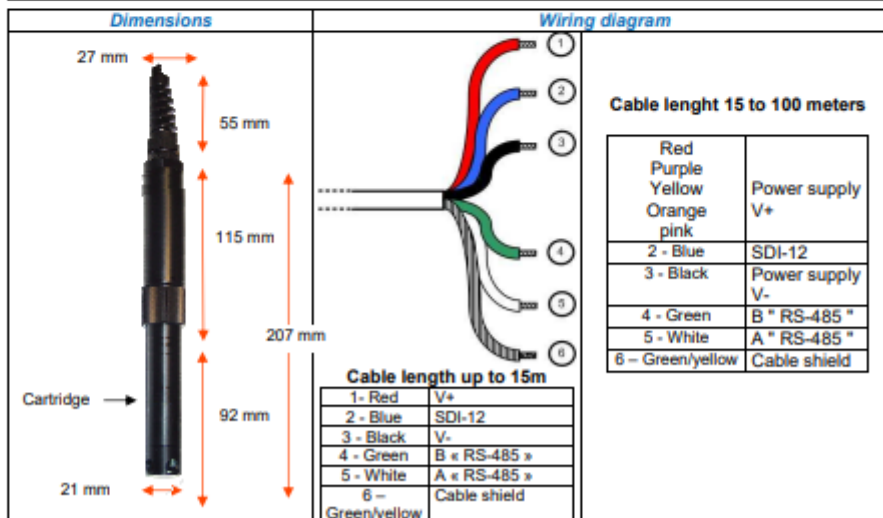 Dimensions
Wiring diagram
27 mm
55 mm
115 mm
207 mm
Cartridge
92 mm
21 mm
1
2
3
4
5
6
Cable length up to 15m
1- Red V+
2 - Blue SDI-12
3 - Black V-
4 - Green B « RS-485 »
5 - White A « RS-485 »
6 – Cable shield
Green/yellow
Cable lenght 15 to 100 meters
Red
Purple
Yellow Power supply
Orange V+
pink
2 - Blue SDI-12
3 - Black Power supply
V-
4 - Green B " RS-485 "
5 - White A " RS-485 "
6 – Green/yellow Cable shield